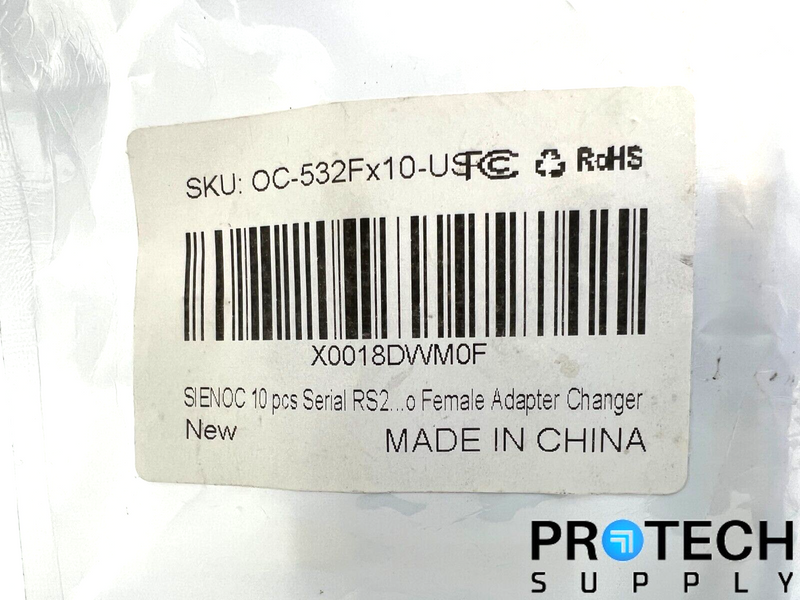 SKU: OC-532Fx10-US FC RoHS
X0018DWM0F
SIENOC 10 pcs Serial RS2...o Female Adapter Changer
New
MADE IN CHINA
PROTECH
SUPPLY